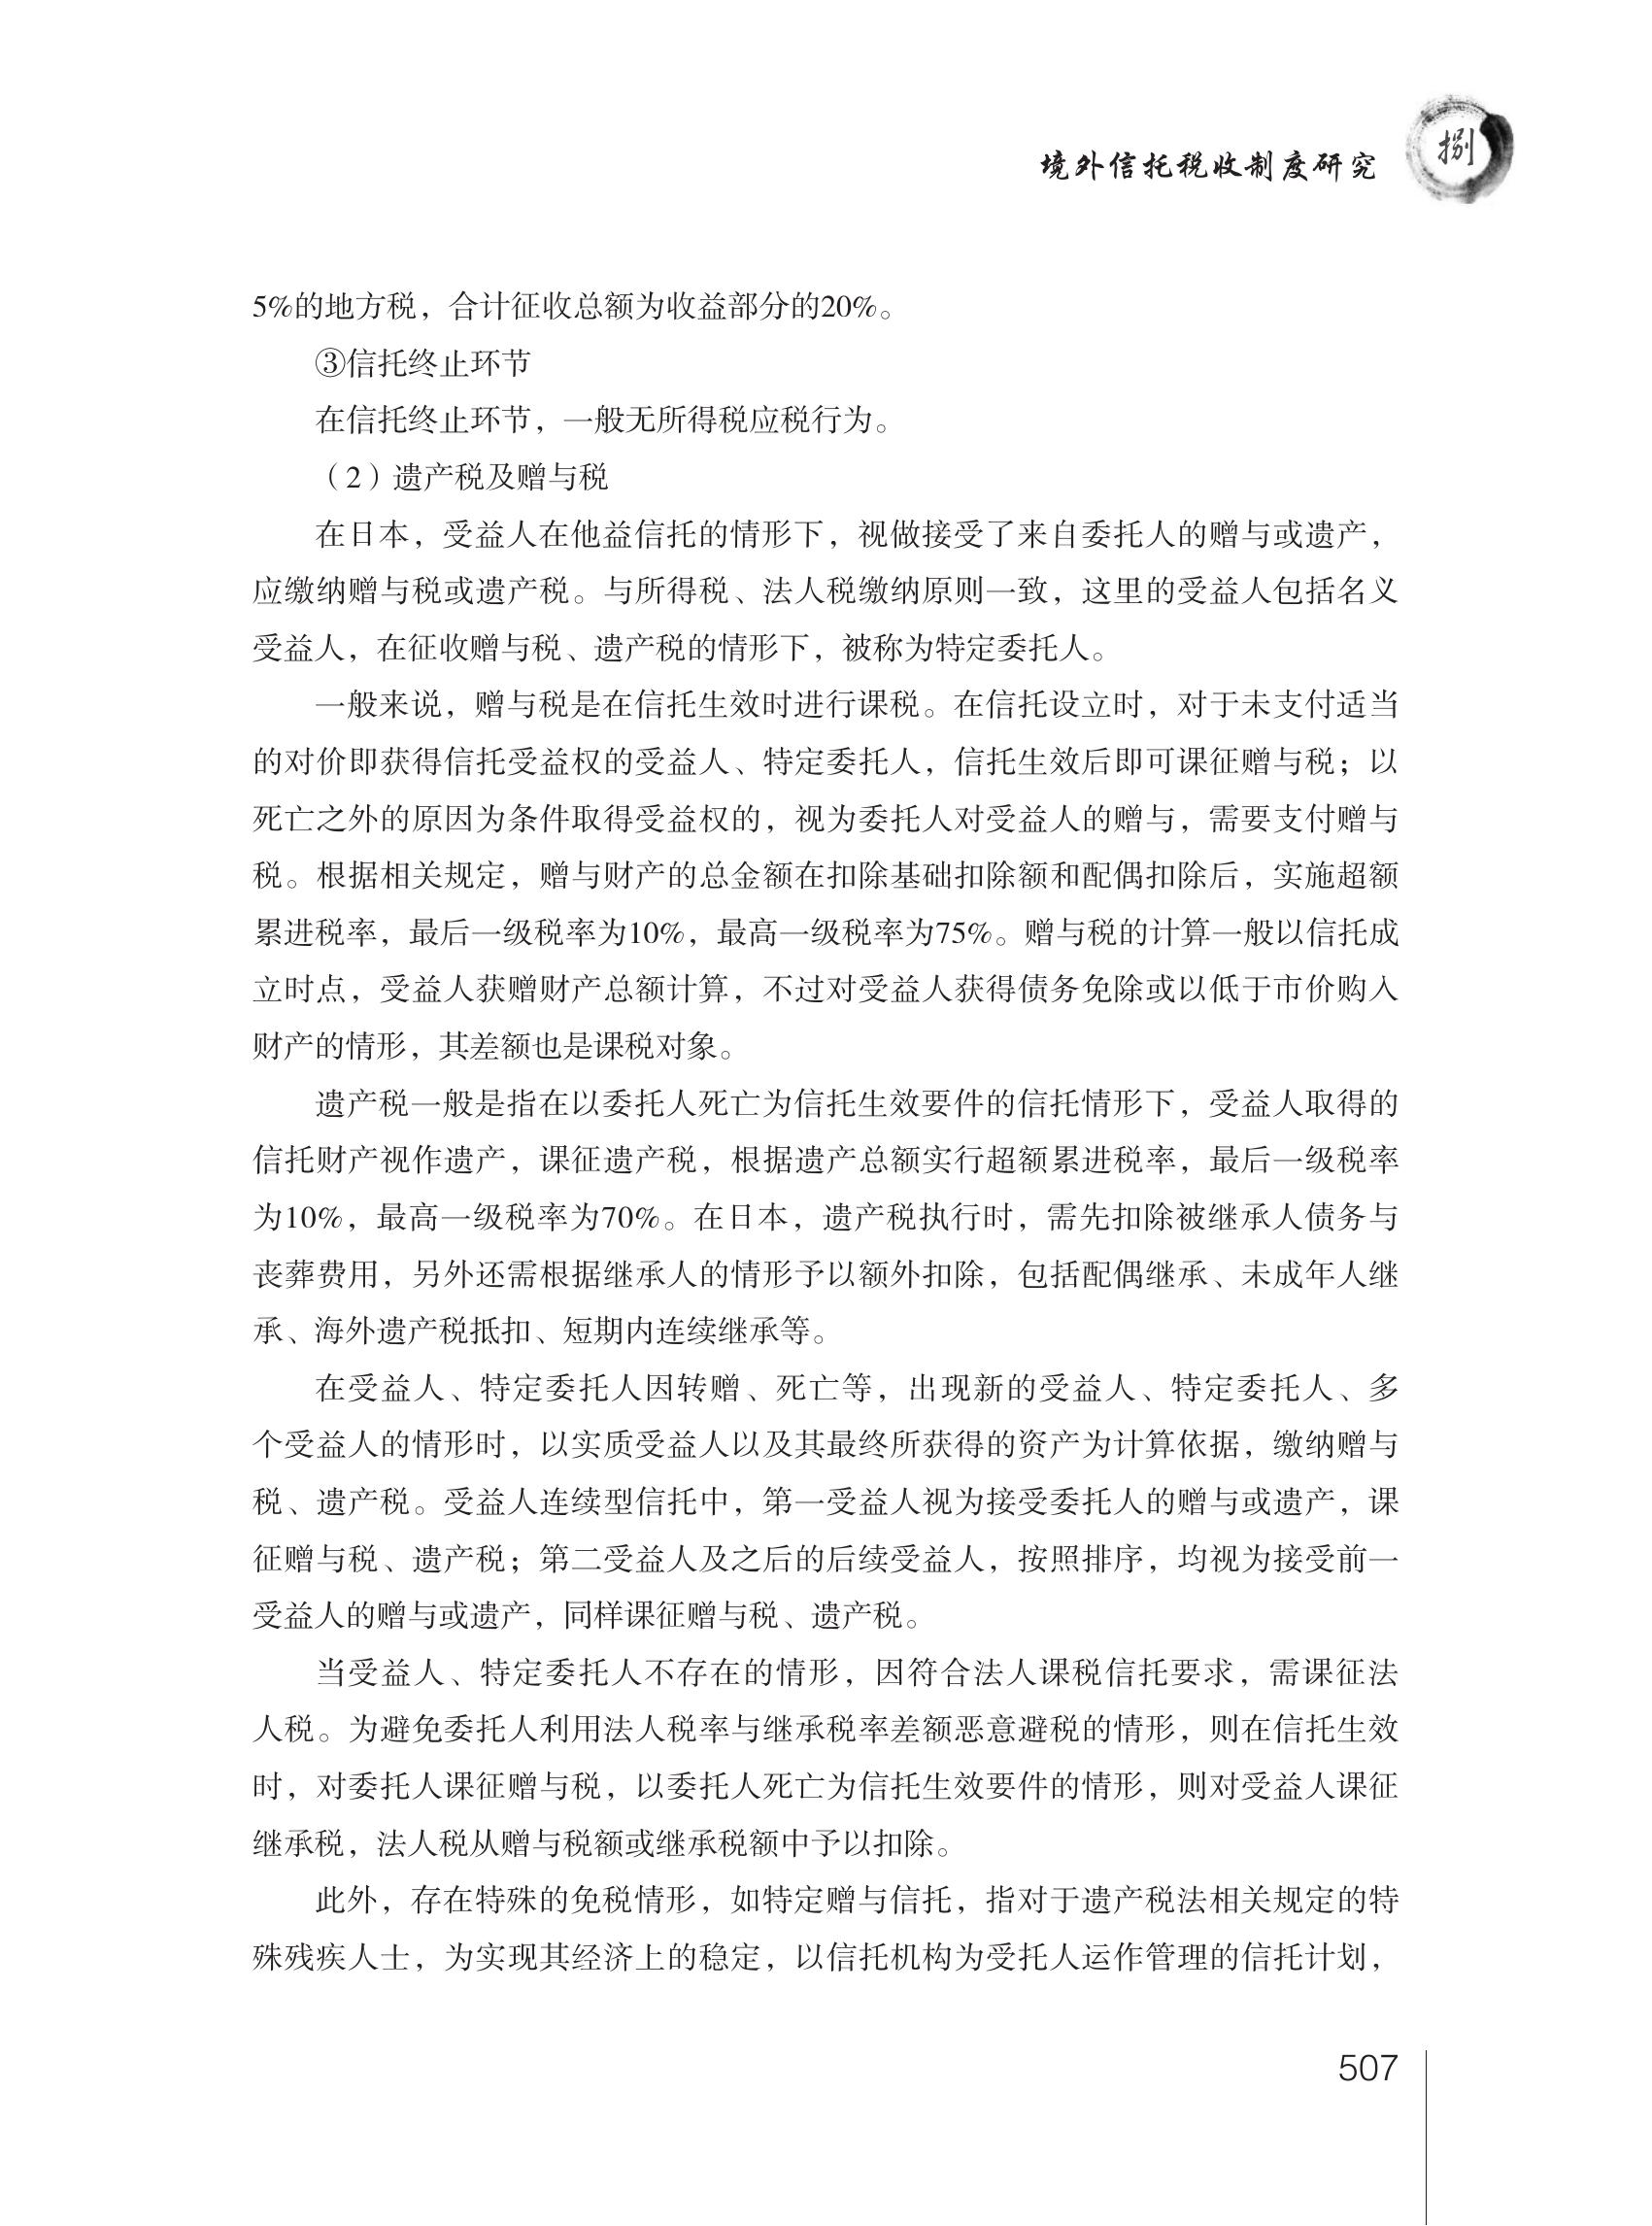 境外信托税收制度研究
捌
5%的地方税，合计征收总额为收益部分的20%。
③信托终止环节
在信托终止环节，一般无所得税应税行为。
（2）遗产税及赠与税
在日本，受益人在他益信托的情形下，视做接受了来自委托人的赠与或遗产，
应缴纳赠与税或遗产税。与所得税、法人税缴纳原则一致，这里的受益人包括名义
受益人，在征收赠与税、遗产税的情形下，被称为特定委托人。
一般来说，赠与税是在信托生效时进行课税。在信托设立时，对于未支付适当
的对价即获得信托受益权的受益人、特定委托人，信托生效后即可课征赠与税；以
死亡之外的原因为条件取得受益权的，视为委托人对受益人的赠与，需要支付赠与
税。根据相关规定，赠与财产的总金额在扣除基础扣除额和配偶扣除后，实施超额
累进税率，最后一级税率为10%，最高一级税率为75%。赠与税的计算一般以信托成
立时点，受益人获赠财产总额计算，不过对受益人获得债务免除或以低于市价购入
财产的情形，其差额也是课税对象。
遗产税一般是指在以委托人死亡为信托生效要件的信托情形下，受益人取得的
信托财产视作遗产，课征遗产税，根据遗产总额实行超额累进税率，最后一级税率
为10%，最高一级税率为70%。在日本，遗产税执行时，需先扣除被继承人债务与
丧葬费用，另外还需根据继承人的情形予以额外扣除，包括配偶继承、未成年人继
承、海外遗产税抵扣、短期内连续继承等。
在受益人、特定委托人因转赠、死亡等，出现新的受益人、特定委托人、多
个受益人的情形时，以实质受益人以及其最终所获得的资产为计算依据，缴纳赠与
税、遗产税。受益人连续型信托中，第一受益人视为接受委托人的赠与或遗产，课
征赠与税、遗产税；第二受益人及之后的后续受益人，按照排序，均视为接受前一
受益人的赠与或遗产，同样课征赠与税、遗产税。
当受益人、特定委托人不存在的情形，因符合法人课税信托要求，需课征法
人税。为避免委托人利用法人税率与继承税率差额恶意避税的情形，则在信托生效
时，对委托人课征赠与税，以委托人死亡为信托生效要件的情形，则对受益人课征
继承税，法人税从赠与税额或继承税额中予以扣除。
此外，存在特殊的免税情形，如特定赠与信托，指对于遗产税法相关规定的特
殊残疾人士，为实现其经济上的稳定，以信托机构为受托人运作管理的信托计划，
507